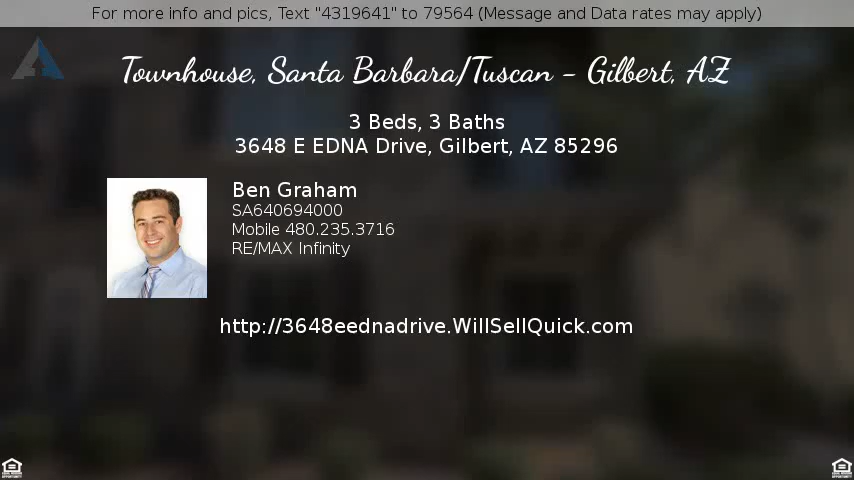 For more info and pics, Text "4319641" to 79564 (Message and Data rates may apply)
Townhouse, Santa Barbara/Tuscan - Gilbert, AZ
3 Beds, 3 Baths
3648 E EDNA Drive, Gilbert, AZ 85296
Ben Graham
SA640694000
Mobile 480.235.3716
RE/MAX Infinity
http://3648eednadrive.WillSellQuick.com